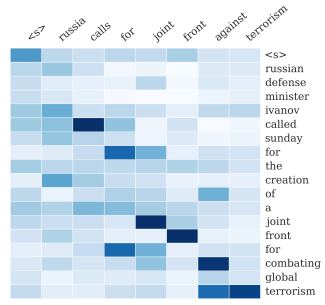 <s> russia calls for joint front against terrorism
<s>
russian
defense
minister
ivanov
called
sunday
for
the
creation
of
a
joint
front
for
combating
global
terrorism